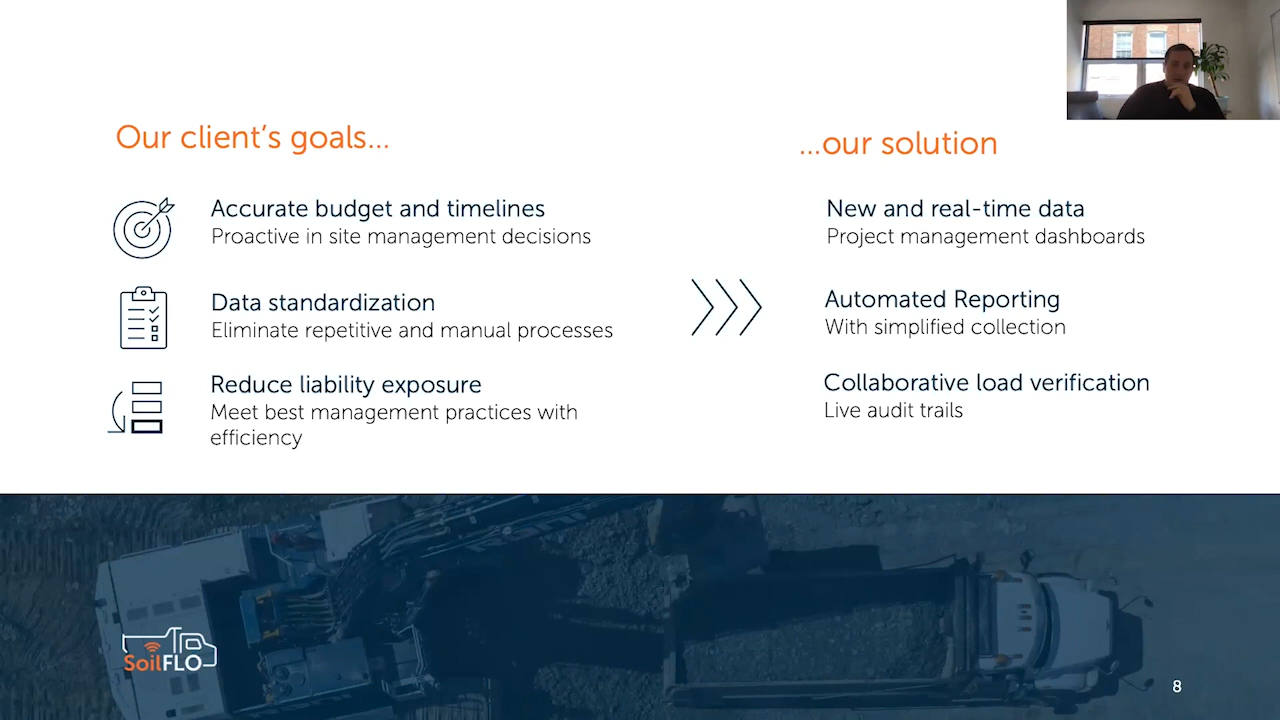 Our client's goals...
Accurate budget and timelines
Proactive in site management decisions
Data standardization
Eliminate repetitive and manual processes
Reduce liability exposure
Meet best management practices with
efficiency
...our solution
New and real-time data
Project management dashboards
Automated Reporting
With simplified collection
Collaborative load verification
Live audit trails
SoilFLO
8